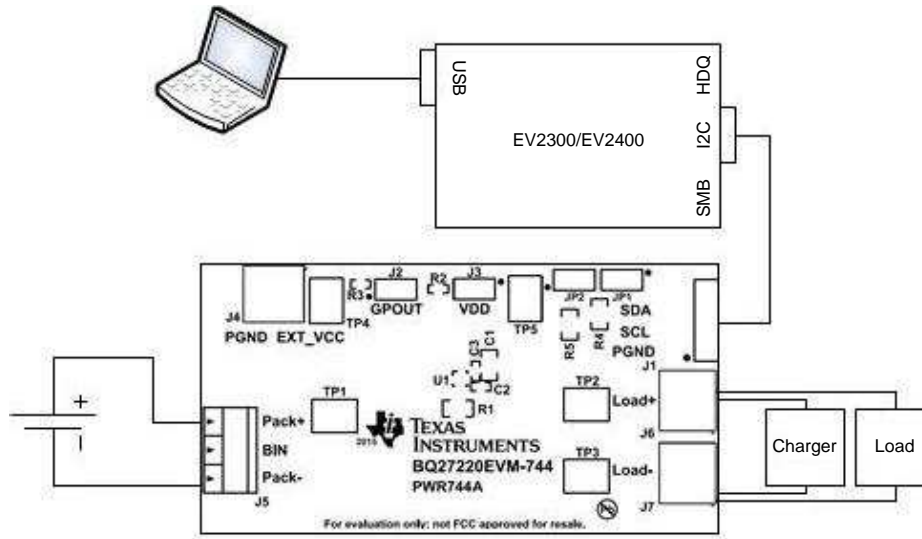 USB
HDQ
I2C
SMB
EV2300/EV2400
J2
R2
J3
R3
GPOUT
VDD
JP2
JP1
J4
TP4
TP5
SDA
PGND EXT_VCC
SCL
R5
R4
PGND
C3
C1
J1
U1
C2
TP1
TP2
R1
+
Pack+
Load+
BIN
TEXAS
INSTRUMENTS
J6
Charger
Load
−
Pack-
BQ27220EVM-744
TP3
Load-
PWR744A
J5
J7
For evaluation only: not FCC approved for resale.